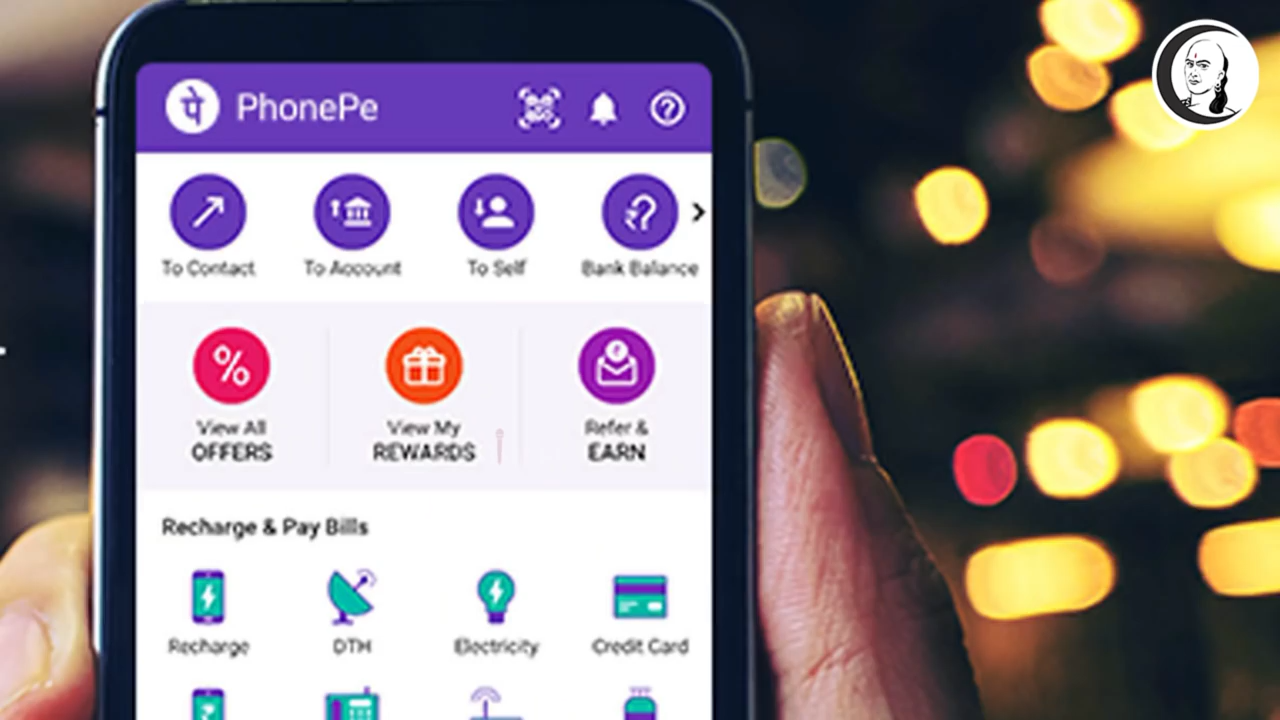 पे PhonePe
To Contact To Account To Self Bank Balance
View All View My Refer &
OFFERS REWARDS EARN
Recharge & Pay Bills
Recharge DTH Electricity Credit Card